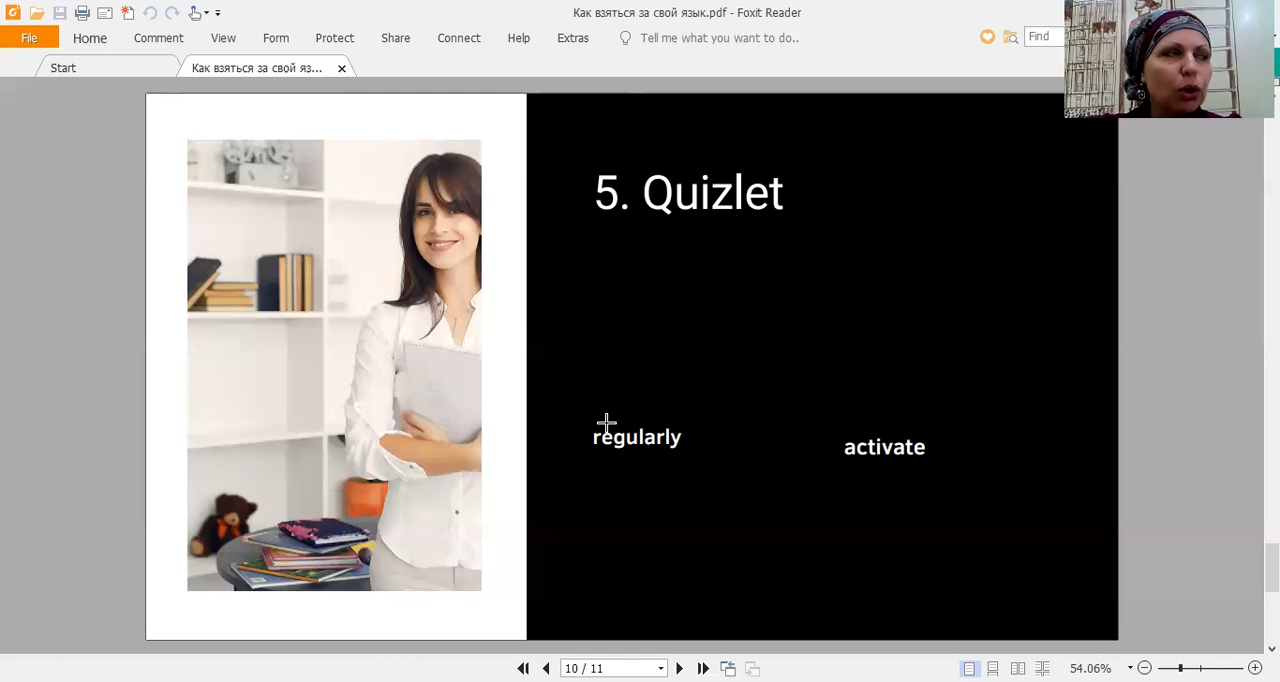 Как взяться за свой язык.pdf - Foxit Reader
File Home Comment View Form Protect Share Connect Help Extras Tell me what you want to do.. Find
Start Как взяться за свой яз...
5. Quizlet
regularly
activate
10 / 11
54.06%